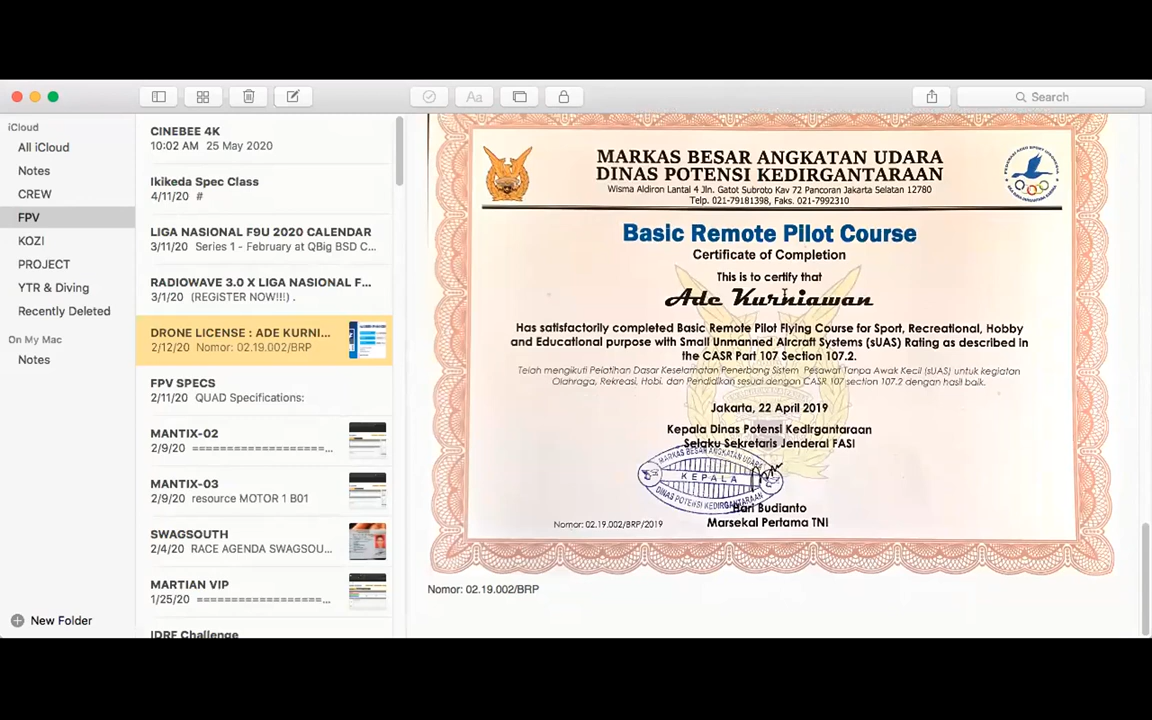 Search
iCloud
All iCloud
Notes
CREW
FPV
KOZI
PROJECT
YTR & Diving
Recently Deleted
On My Mac
Notes
New Folder
CINEBEE 4K
10:02 AM 25 May 2020
Ikikeda Spec Class
4/11/20 #
LIGA NASIONAL F9U 2020 CALENDAR
3/11/20 Series 1 - February at QBig BSD C...
RADIOWAVE 3.0 X LIGA NASIONAL F...
3/1/20 (REGISTER NOW!!!) .
DRONE LICENSE : ADE KURNI...
2/12/20 Nomor: 02.19.002/BRP
FPV SPECS
2/11/20 QUAD Specifications:
MANTIX-02
2/9/20 ===================...
MANTIX-03
2/9/20 resource MOTOR 1 B01
SWAGSOUTH
2/4/20 RACE AGENDA SWAGSOU...
MARTIAN VIP
1/25/20 ==================...
IDRF Challenge
MARKAS BESAR ANGKATAN UDARA
DINAS POTENSI KEDIRGANTARAAN
Wisma Aldiron Lantai 4 Jln. Gatot Subroto Kav 72 Pancoran Jakarta Selatan 12780
Telp. 021-79181398, Faks. 021-7992310
Basic Remote Pilot Course
Certificate of Completion
This is to certify that
Ade Kurniawan
Has satisfactorily completed Basic Remote Pilot Flying Course for Sport, Recreational, Hobby
and Educational purpose with Small Unmanned Aircraft Systems (sUAS) Rating as described in
the CASR Part 107 Section 107.2.
Telah mengikuti Pelatihan Dasar Keselamatan Penerbang Sistem Pesawat Tanpa Awak Kecil (sUAS) untuk kegiatan
Olahraga, Rekreasi, Hobi, dan Pendidikan sesuai dengan CASR 107 section 107.2 dengan hasil baik.
Jakarta, 22 April 2019
Kepala Dinas Potensi Kedirgantaraan
Selaku Sekretaris Jenderal FASI
MARKAS BESAR ANGKATAN UDARA
KEPALA
DINAS POTENSI KEDIRGANTARAAN
Hari Budianto
Marsekal Pertama TNI
Nomor: 02.19.002/BRP/2019
Nomor: 02.19.002/BRP